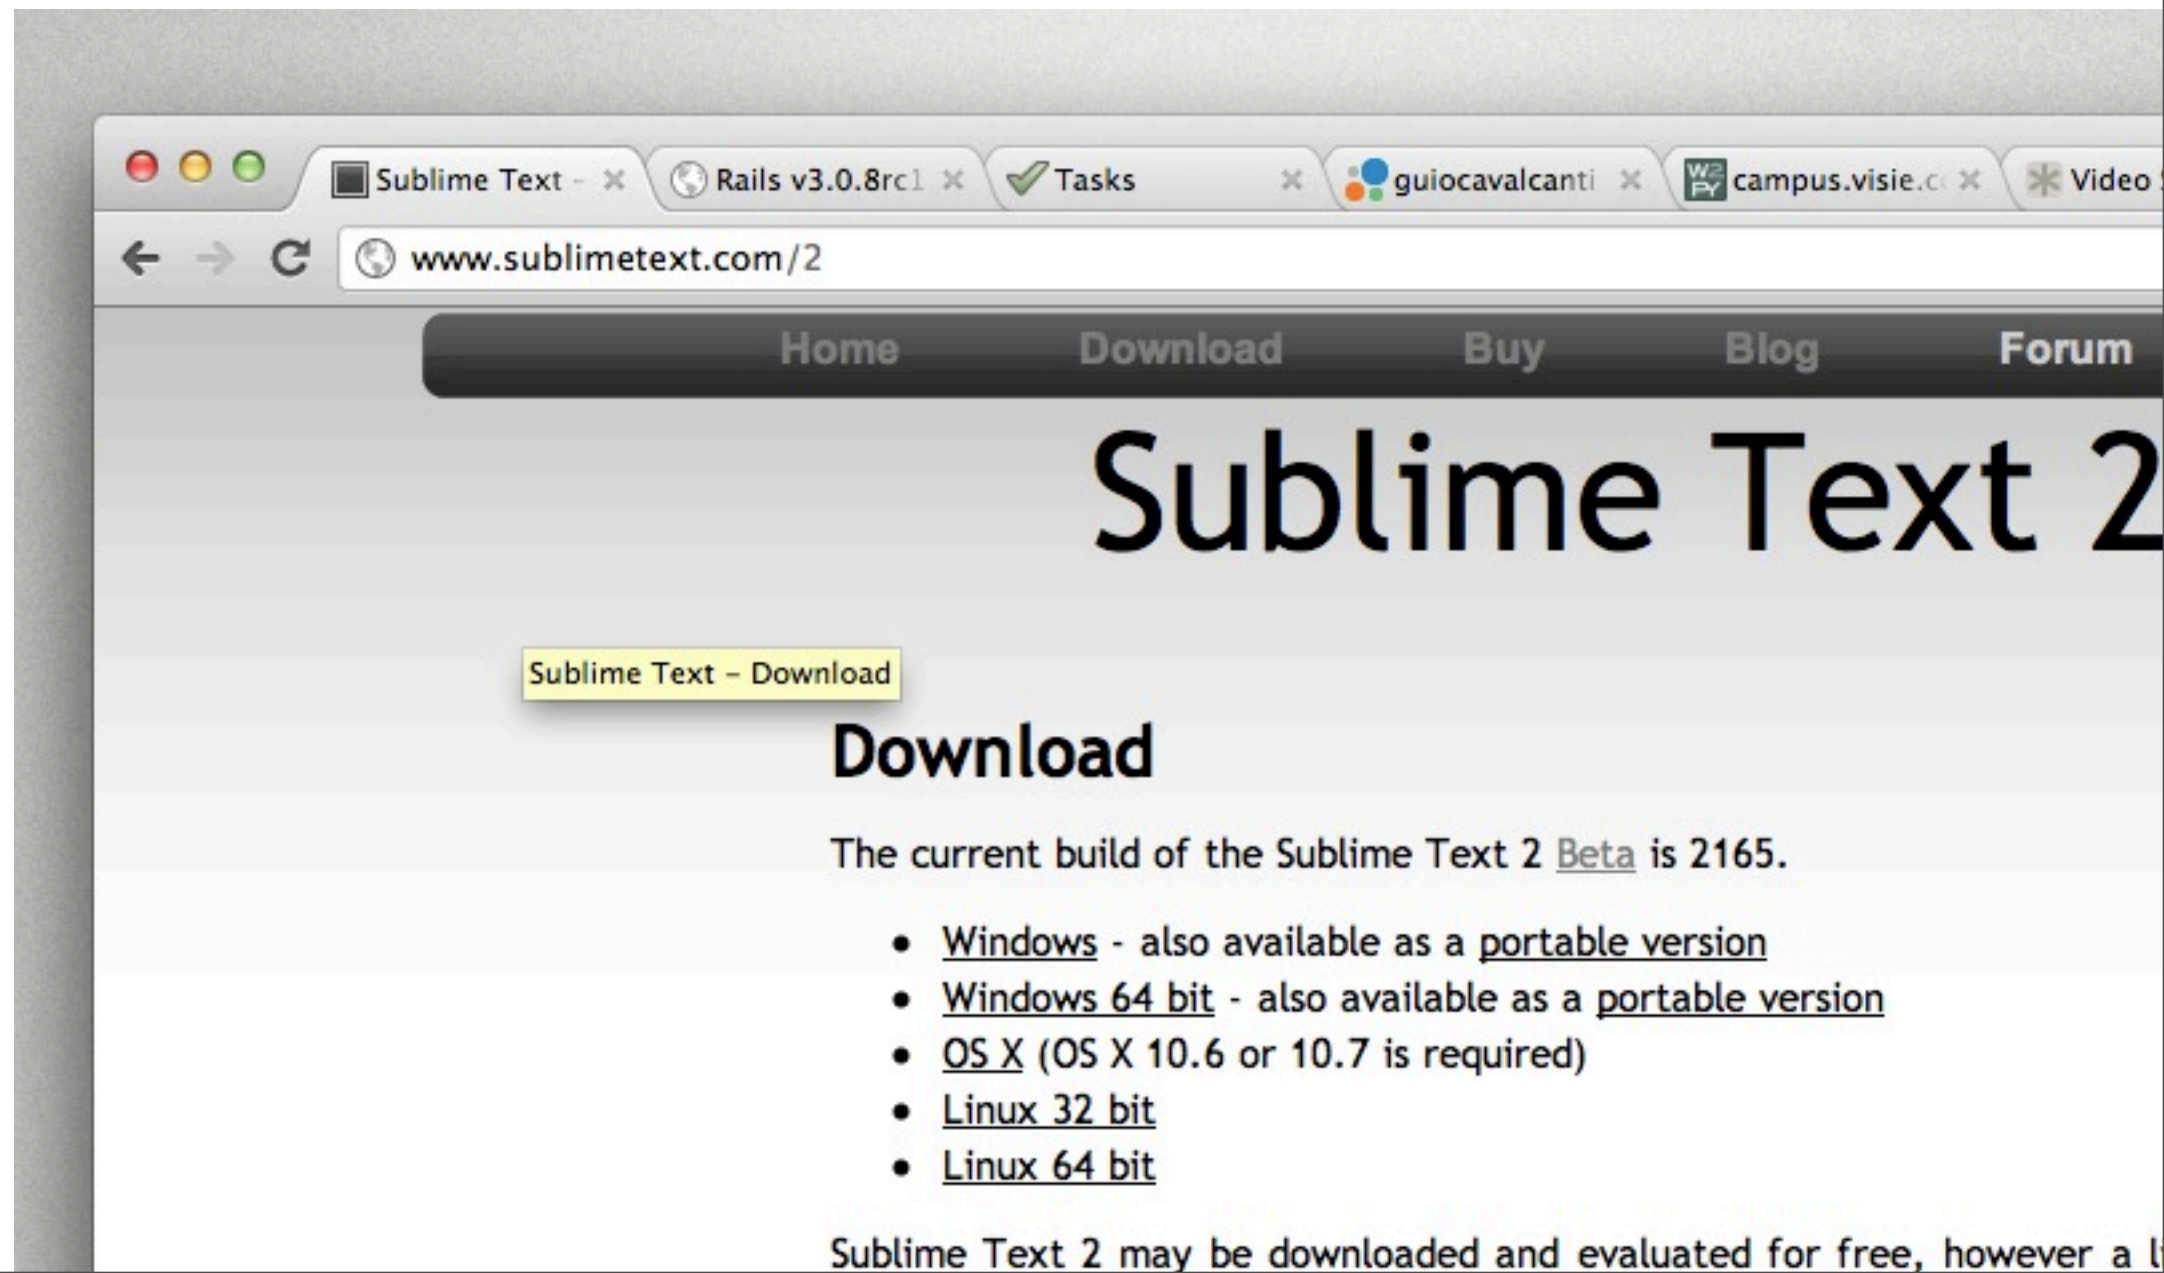 Sublime Text -
Rails v3.0.8rc1
Tasks
guiocavalcanti
campus.visie.c
Video
www.sublimetext.com/2
Home Download Buy Blog Forum
Sublime Text 2
Sublime Text – Download
Download
The current build of the Sublime Text 2 Beta is 2165.
• Windows - also available as a portable version
• Windows 64 bit - also available as a portable version
• OS X (OS X 10.6 or 10.7 is required)
• Linux 32 bit
• Linux 64 bit
Sublime Text 2 may be downloaded and evaluated for free, however a